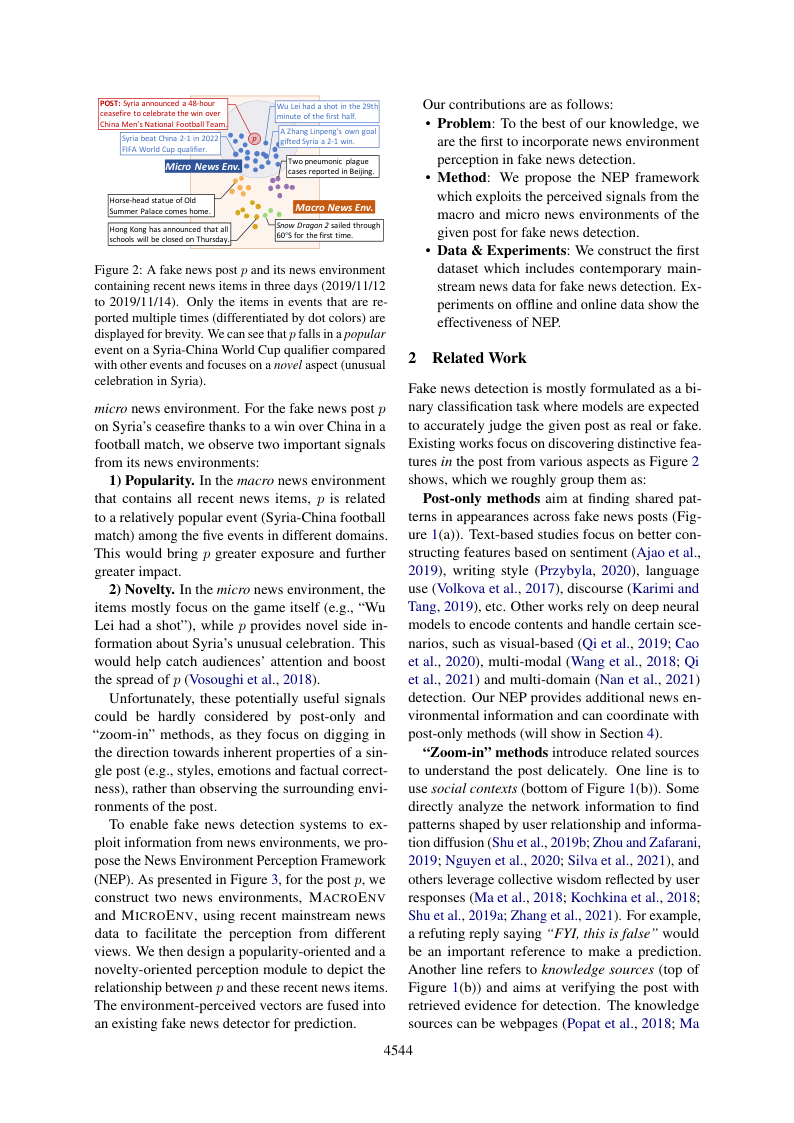 POST: Syria announced a 48-hour
ceasefire to celebrate the win over
China Men's National Football Team.
Wu Lei had a shot in the 29th
minute of the first half.
p
Syria beat China 2-1 in 2022
FIFA World Cup qualifier.
A Zhang Linpeng's own goal
gifted Syria a 2-1 win.
Micro News Env.
Two pneumonic plague
cases reported in Beijing.
Horse-head statue of Old
Summer Palace comes home.
Macro News Env.
Hong Kong has announced that all
schools will be closed on Thursday.
Snow Dragon 2 sailed through
60°S for the first time.
Figure 2: A fake news post p and its news environment
containing recent news items in three days (2019/11/12
to 2019/11/14). Only the items in events that are re-
ported multiple times (differentiated by dot colors) are
displayed for brevity. We can see that p falls in a popular
event on a Syria-China World Cup qualifier compared
with other events and focuses on a novel aspect (unusual
celebration in Syria).
micro news environment. For the fake news post p
on Syria's ceasefire thanks to a win over China in a
football match, we observe two important signals
from its news environments:
1) Popularity. In the macro news environment
that contains all recent news items, p is related
to a relatively popular event (Syria-China football
match) among the five events in different domains.
This would bring p greater exposure and further
greater impact.
2) Novelty. In the micro news environment, the
items mostly focus on the game itself (e.g., "Wu
Lei had a shot"), while p provides novel side in-
formation about Syria's unusual celebration. This
would help catch audiences' attention and boost
the spread of p (Vosoughi et al., 2018).
Unfortunately, these potentially useful signals
could be hardly considered by post-only and
"zoom-in" methods, as they focus on digging in
the direction towards inherent properties of a sin-
gle post (e.g., styles, emotions and factual correct-
ness), rather than observing the surrounding envi-
ronments of the post.
To enable fake news detection systems to ex-
ploit information from news environments, we pro-
pose the News Environment Perception Framework
(NEP). As presented in Figure 3, for the post p, we
construct two news environments, MACROENV
and MICROENV, using recent mainstream news
data to facilitate the perception from different
views. We then design a popularity-oriented and a
novelty-oriented perception module to depict the
relationship between p and these recent news items.
The environment-perceived vectors are fused into
an existing fake news detector for prediction.
Our contributions are as follows:
• Problem: To the best of our knowledge, we
are the first to incorporate news environment
perception in fake news detection.
• Method: We propose the NEP framework
which exploits the perceived signals from the
macro and micro news environments of the
given post for fake news detection.
• Data & Experiments: We construct the first
dataset which includes contemporary main-
stream news data for fake news detection. Ex-
periments on offline and online data show the
effectiveness of NEP.
2 Related Work
Fake news detection is mostly formulated as a bi-
nary classification task where models are expected
to accurately judge the given post as real or fake.
Existing works focus on discovering distinctive fea-
tures in the post from various aspects as Figure 2
shows, which we roughly group them as:
Post-only methods aim at finding shared pat-
terns in appearances across fake news posts (Fig-
ure 1(a)). Text-based studies focus on better con-
structing features based on sentiment (Ajao et al.,
2019), writing style (Przybyla, 2020), language
use (Volkova et al., 2017), discourse (Karimi and
Tang, 2019), etc. Other works rely on deep neural
models to encode contents and handle certain sce-
narios, such as visual-based (Qi et al., 2019; Cao
et al., 2020), multi-modal (Wang et al., 2018; Qi
et al., 2021) and multi-domain (Nan et al., 2021)
detection. Our NEP provides additional news en-
vironmental information and can coordinate with
post-only methods (will show in Section 4).
"Zoom-in" methods introduce related sources
to understand the post delicately. One line is to
use social contexts (bottom of Figure 1(b)). Some
directly analyze the network information to find
patterns shaped by user relationship and informa-
tion diffusion (Shu et al., 2019b; Zhou and Zafarani,
2019; Nguyen et al., 2020; Silva et al., 2021), and
others leverage collective wisdom reflected by user
responses (Ma et al., 2018; Kochkina et al., 2018;
Shu et al., 2019a; Zhang et al., 2021). For example,
a refuting reply saying "FYI, this is false" would
be an important reference to make a prediction.
Another line refers to knowledge sources (top of
Figure 1(b)) and aims at verifying the post with
retrieved evidence for detection. The knowledge
sources can be webpages (Popat et al., 2018; Ma
4544